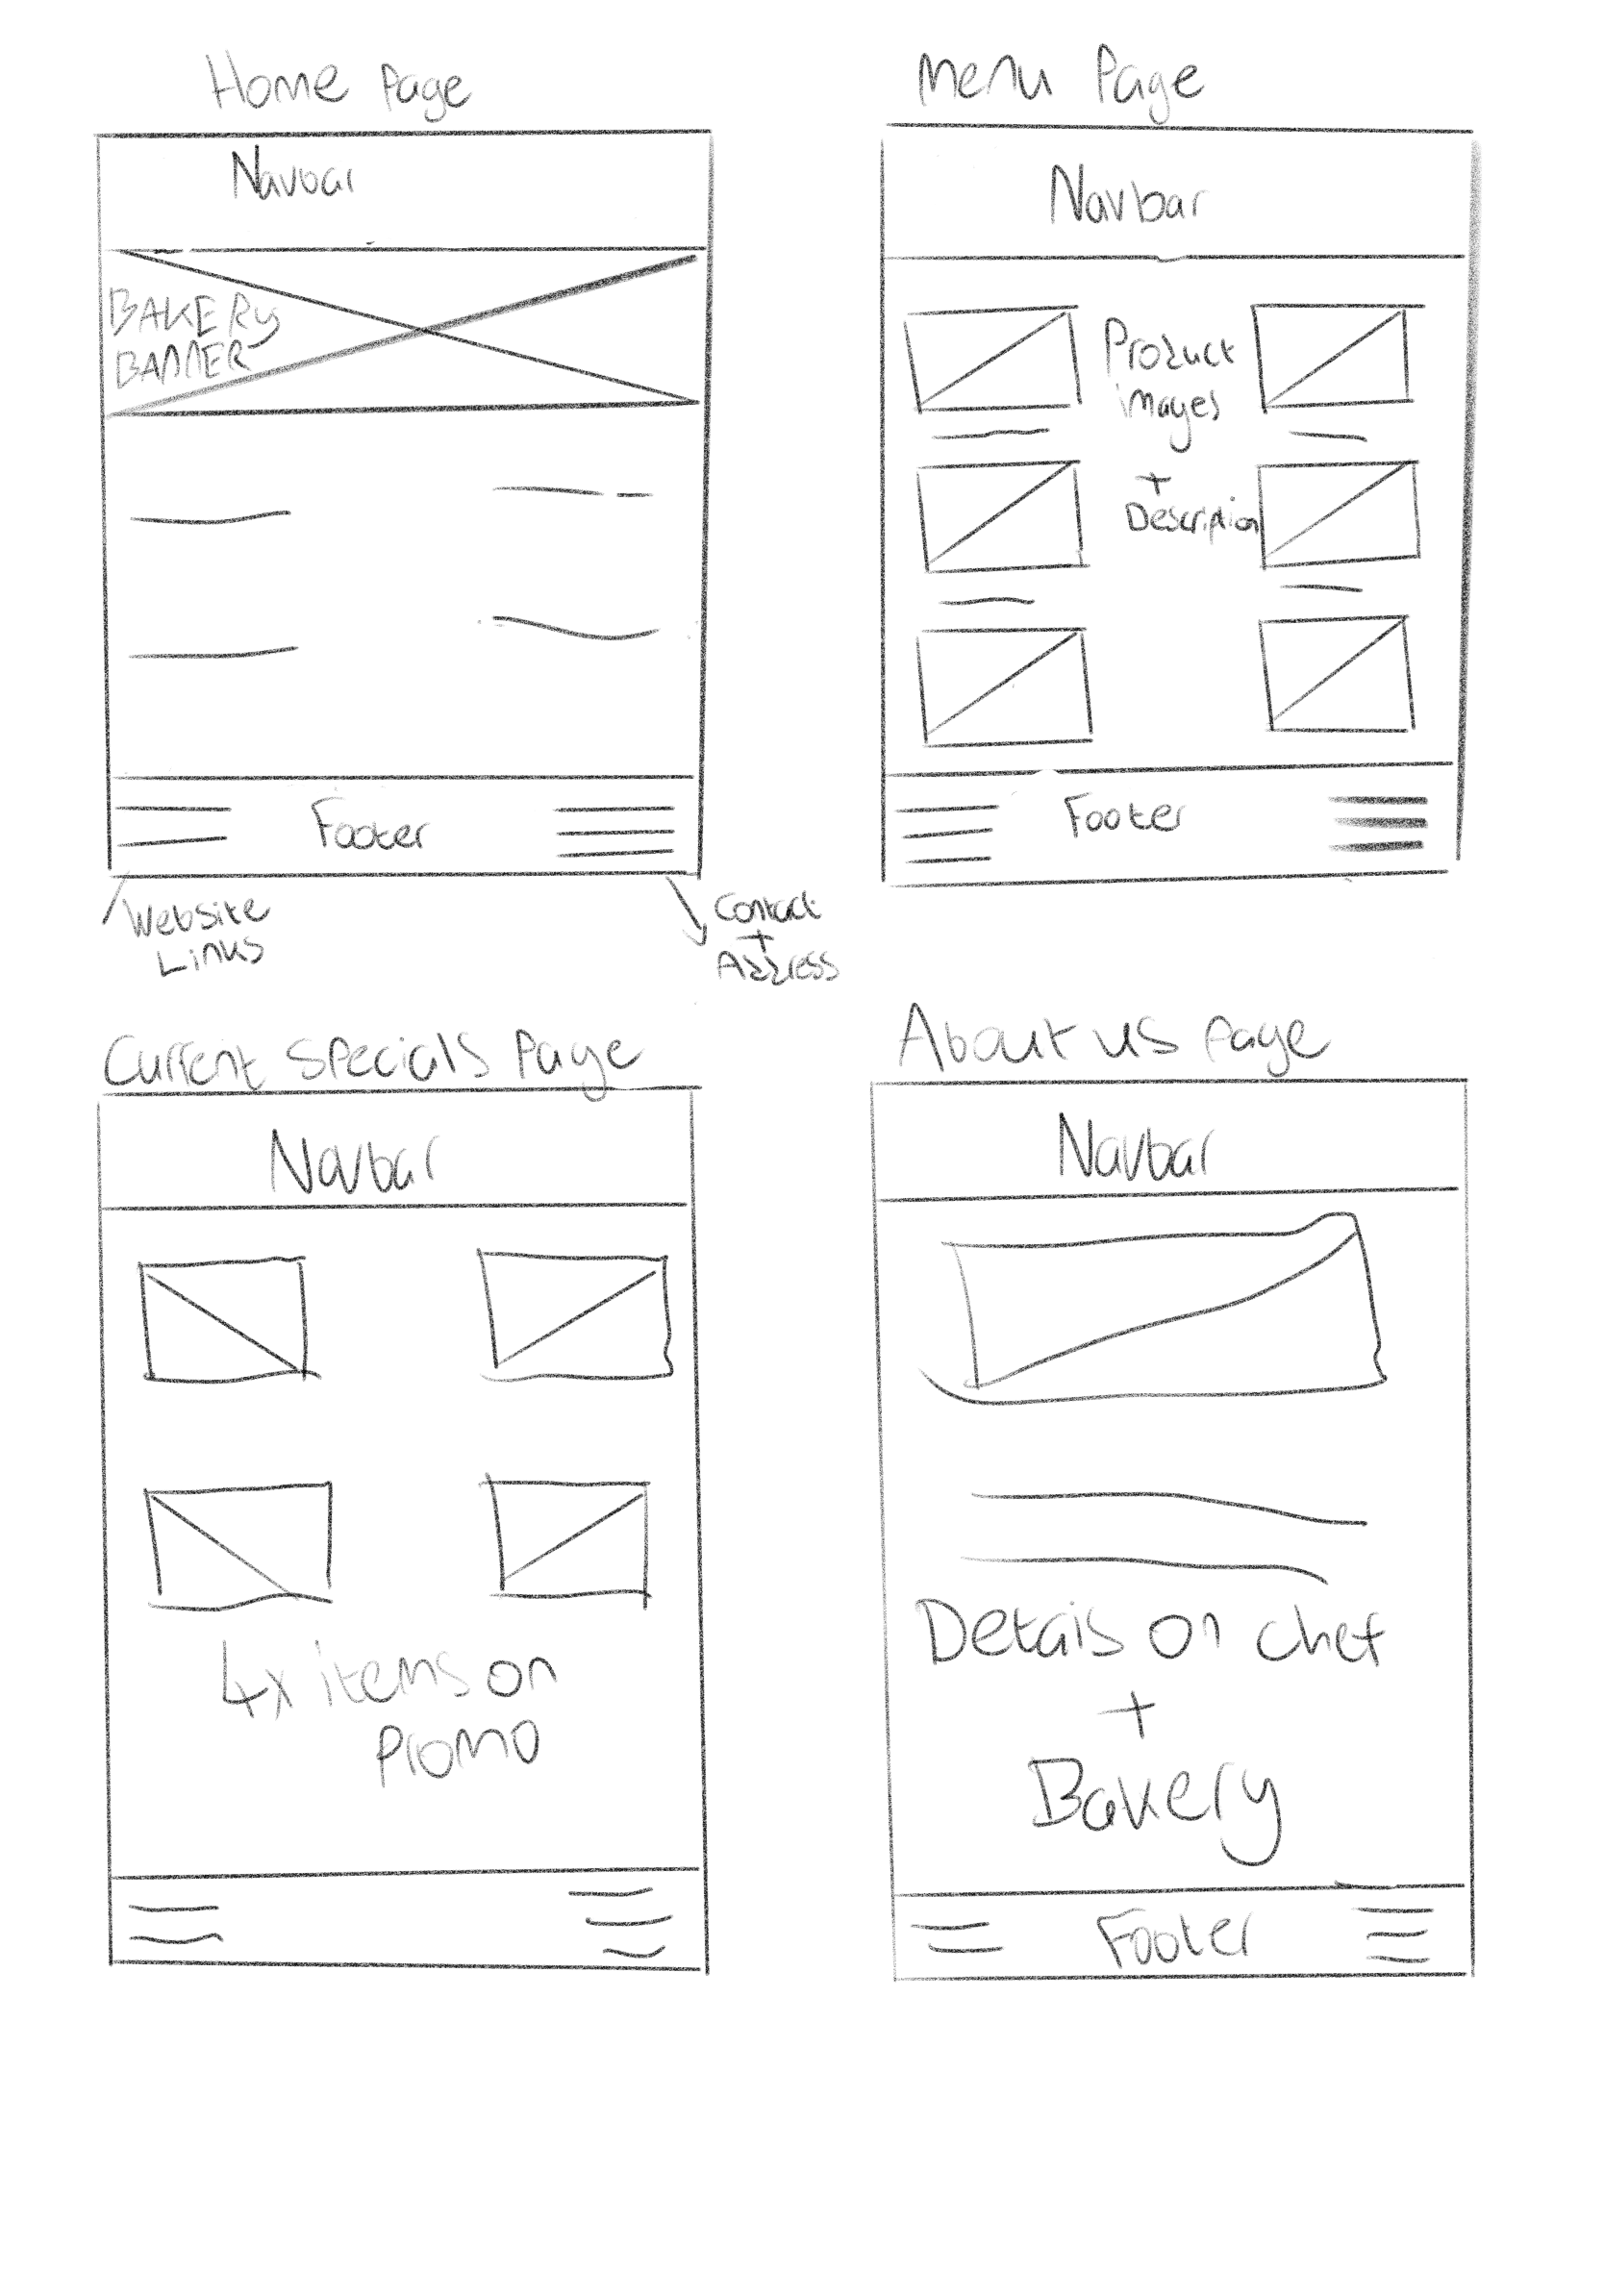 Home Page
Navbar
BAKERY
BANNER
Footer
Website
Links
Contact
+
Address
Menu Page
Navbar
Product
images
+
Description
Footer
Current Specials Page
Navbar
4x items on
Promo
About us page
Navbar
Detais on chef
+
Bakery
Footer